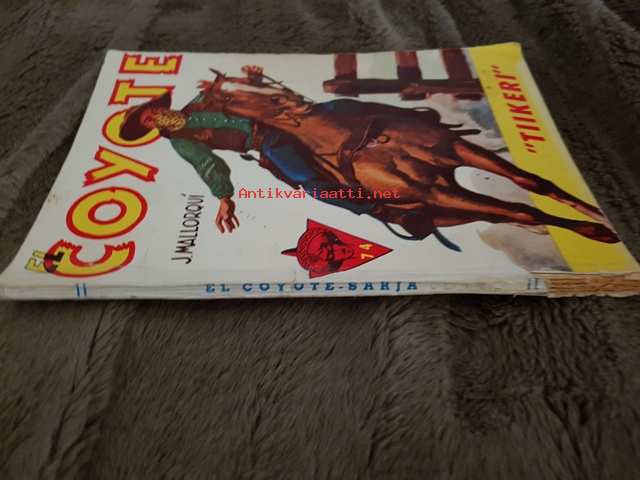 EL
COYOTE
J. MALLORQUÍ
"TIIKERI"
74
EL COYOTE-SARJA
Antikvariaatti.net